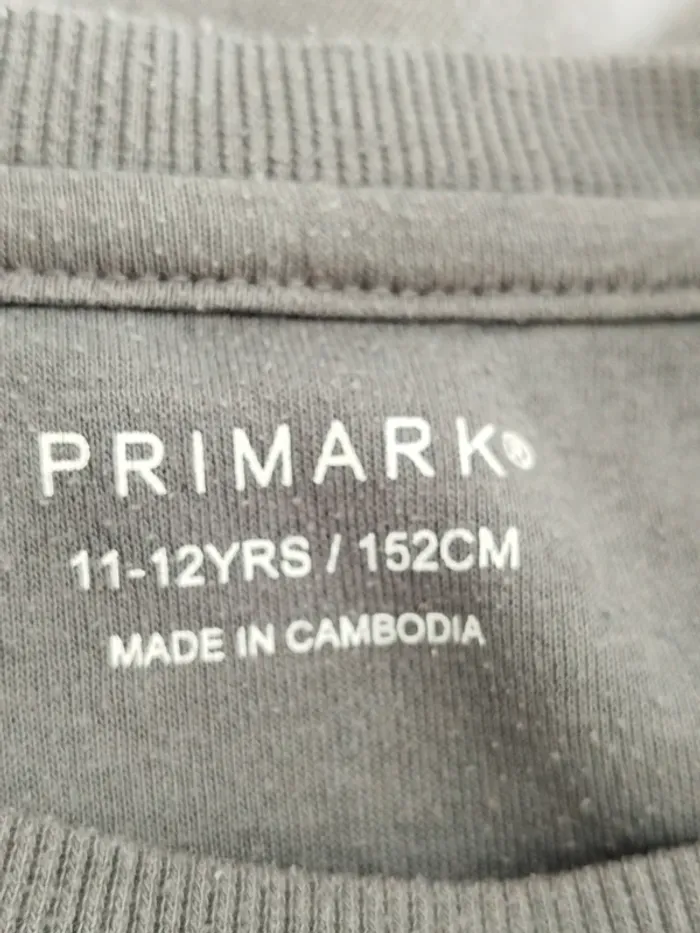 PRIMARK®
11-12YRS / 152CM
MADE IN CAMBODIA